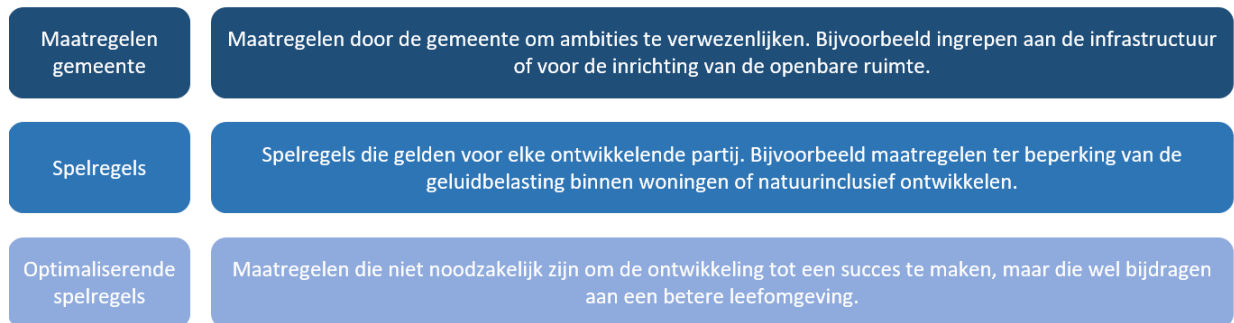 Maatregelen
gemeente
Maatregelen door de gemeente om ambities te verwezenlijken. Bijvoorbeeld ingrepen aan de infrastructuur
of voor de inrichting van de openbare ruimte.
Spelregels
Spelregels die gelden voor elke ontwikkelende partij. Bijvoorbeeld maatregelen ter beperking van de
geluidbelasting binnen woningen of natuurinclusief ontwikkelen.
Optimaliserende
spelregels
Maatregelen die niet noodzakelijk zijn om de ontwikkeling tot een succes te maken, maar die wel bijdragen
aan een betere leefomgeving.